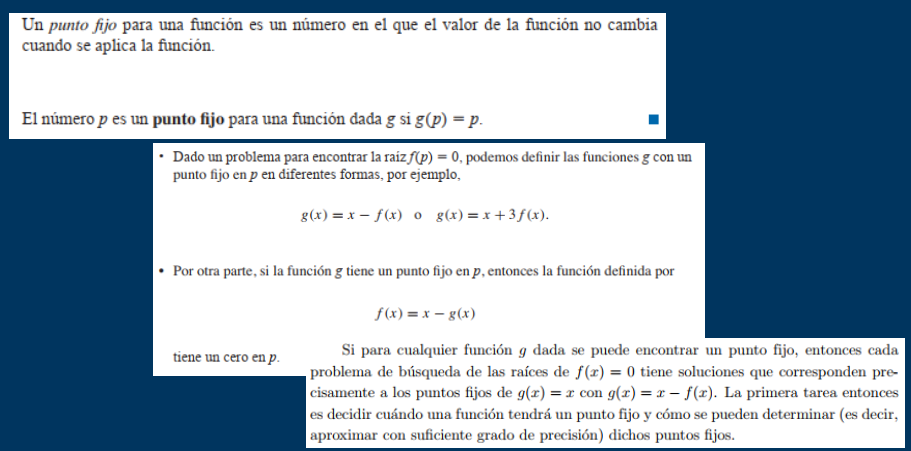 Un punto fijo para una función es un número en el que el valor de la función no cambia
cuando se aplica la función.
El número p es un punto fijo para una función dada g si g(p) = p.
• Dado un problema para encontrar la raíz f(p) = 0, podemos definir las funciones g con un
punto fijo en p en diferentes formas, por ejemplo,
g(x) = x − f(x) o g(x) = x + 3f(x).
• Por otra parte, si la función g tiene un punto fijo en p, entonces la función definida por
f(x) = x − g(x)
tiene un cero en p.
Si para cualquier función g dada se puede encontrar un punto fijo, entonces cada
problema de búsqueda de las raíces de f(x) = 0 tiene soluciones que corresponden pre-
cisamente a los puntos fijos de g(x) = x con g(x) = x − f(x). La primera tarea entonces
es decidir cuándo una función tendrá un punto fijo y cómo se pueden determinar (es decir,
aproximar con suficiente grado de precisión) dichos puntos fijos.